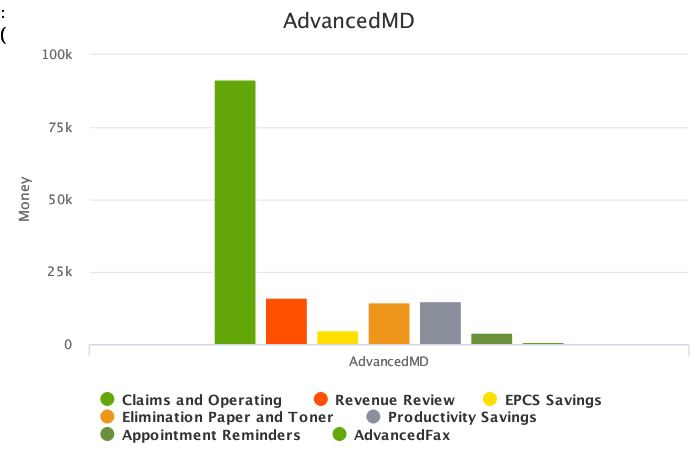 :
(
AdvancedMD
100k
75k
50k
25k
0
Money
AdvancedMD
Claims and Operating Revenue Review EPCS Savings
Elimination Paper and Toner Productivity Savings
Appointment Reminders AdvancedFax